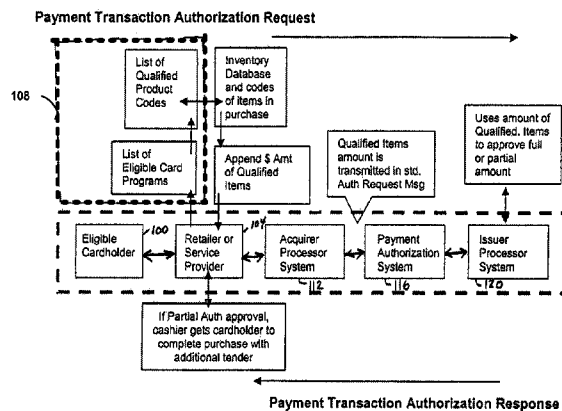 Payment Transaction Authorization Request
108
List of
Qualified
Product
Codes
Inventory
Database
and codes
of items in
purchase
List of
Eligible Card
Programs
Append $ Amt
of Qualified
Items
Qualified Items
amount is
transmitted in std.
Auth Request Msg
Uses amount of
Qualified. Items
to approve full
or partial
amount
Eligible
Cardholder
100
Retailer or
Service
Provider
104
Acquirer
Processor
System
112
Payment
Authorization
System
116
Issuer
Processor
System
120
If Partial Auth approval,
cashier gets cardholder to
complete purchase with
additional tender
Payment Transaction Authorization Response